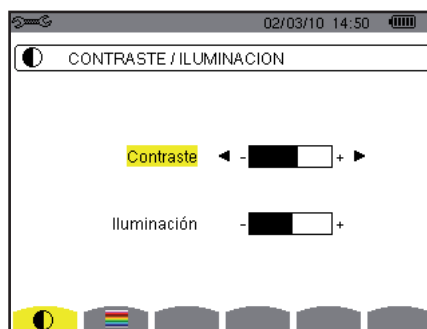 02/03/10 14:50
CONTRASTE / ILUMINACION
Contraste - +
Iluminación - +